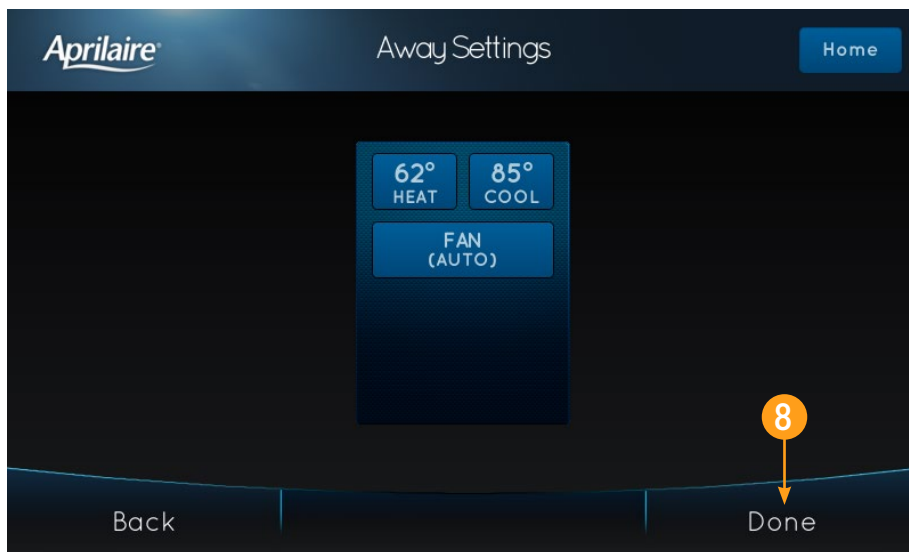 Aprilaire®
Away Settings
Home
62° 85°
HEAT COOL
FAN
(AUTO)
8
Back
Done